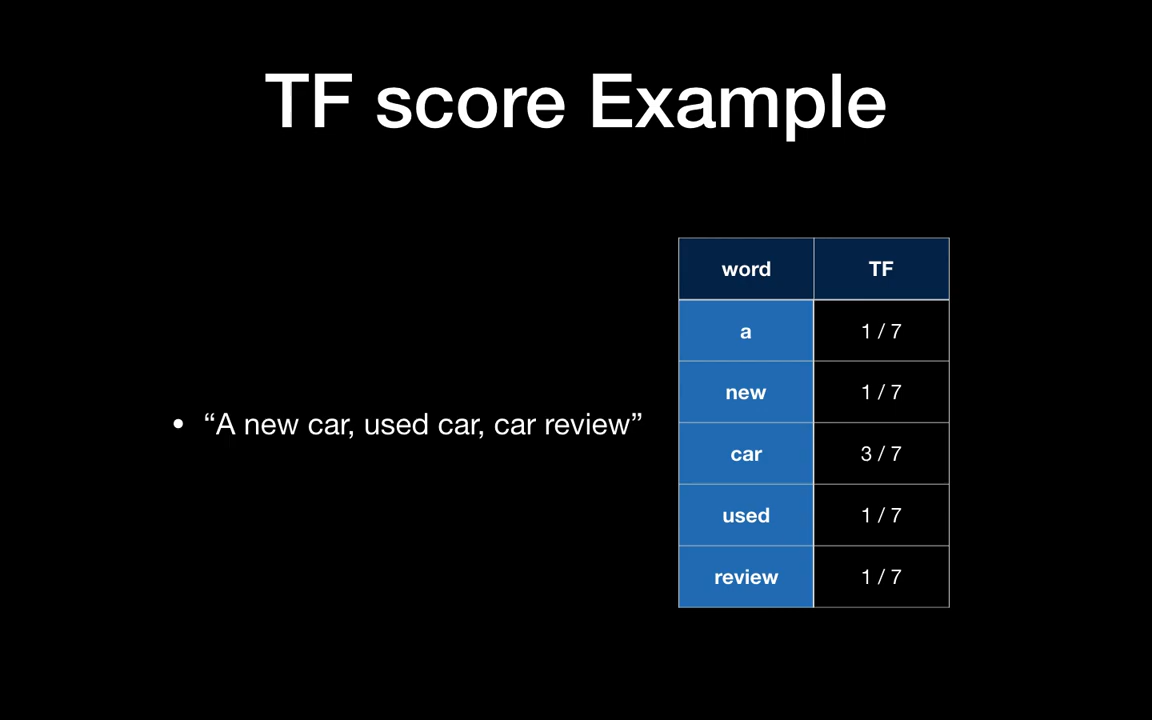 TF score Example
• “A new car, used car, car review”
word TF
a 1 / 7
new 1 / 7
car 3 / 7
used 1 / 7
review 1 / 7